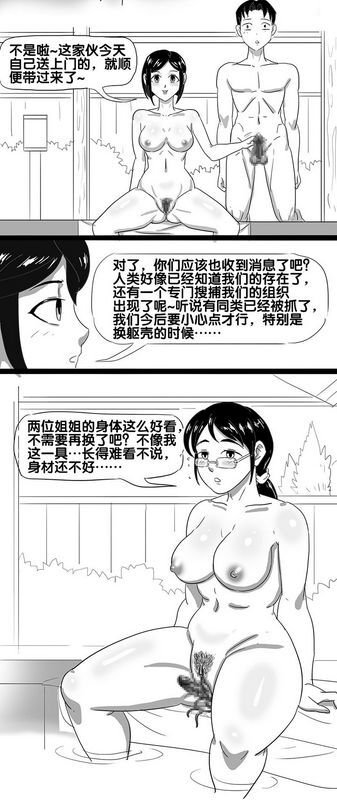 不是啦~这家伙今天
自己送上门的，就顺
便带过来了~
对了，你们应该也收到消息了吧？
人类好像已经知道我们的存在了，
还有一个专门搜捕我们的组织
出现了呢~听说有同类已经被抓了，
我们今后要小心点才行，特别是
换躯壳的时候……
两位姐姐的身体这么好看，
不需要再换了吧？不像我
这一具…长得难看不说，
身材还不好……